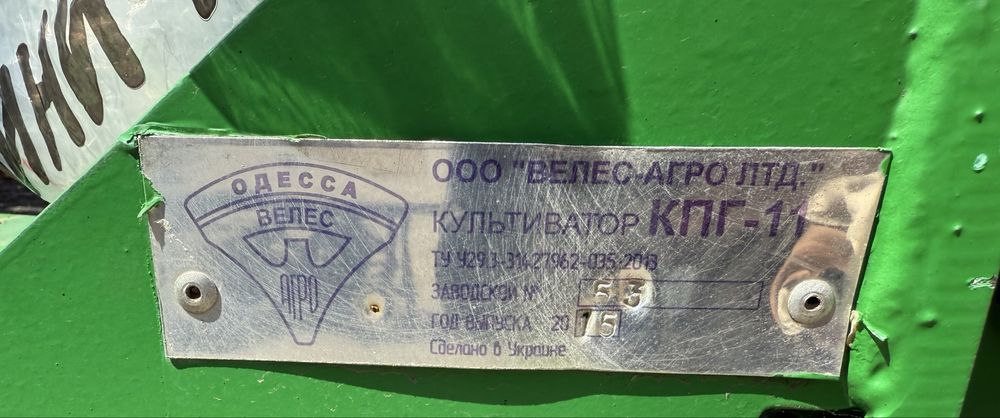 ИНИ
ОДЕССА
ВЕЛЕС
АГРО
ООО "ВЕЛЕС-АГРО ЛТД."
КУЛЬТИВАТОР КПГ-11
ТУ У29.3-31427962-035:2013
ЗАВОДСКОЙ № 53
ГОД ВЫПУСКА 2015
Сделано в Украине